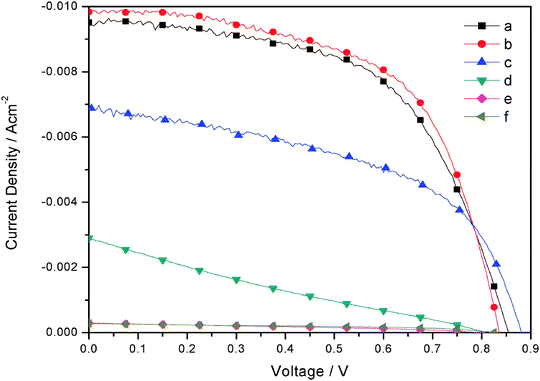 -0.010
-0.008
-0.006
-0.004
-0.002
0.000
Current Density / Acm⁻²
a
b
c
d
e
f
0.0 0.1 0.2 0.3 0.4 0.5 0.6 0.7 0.8 0.9
Voltage / V